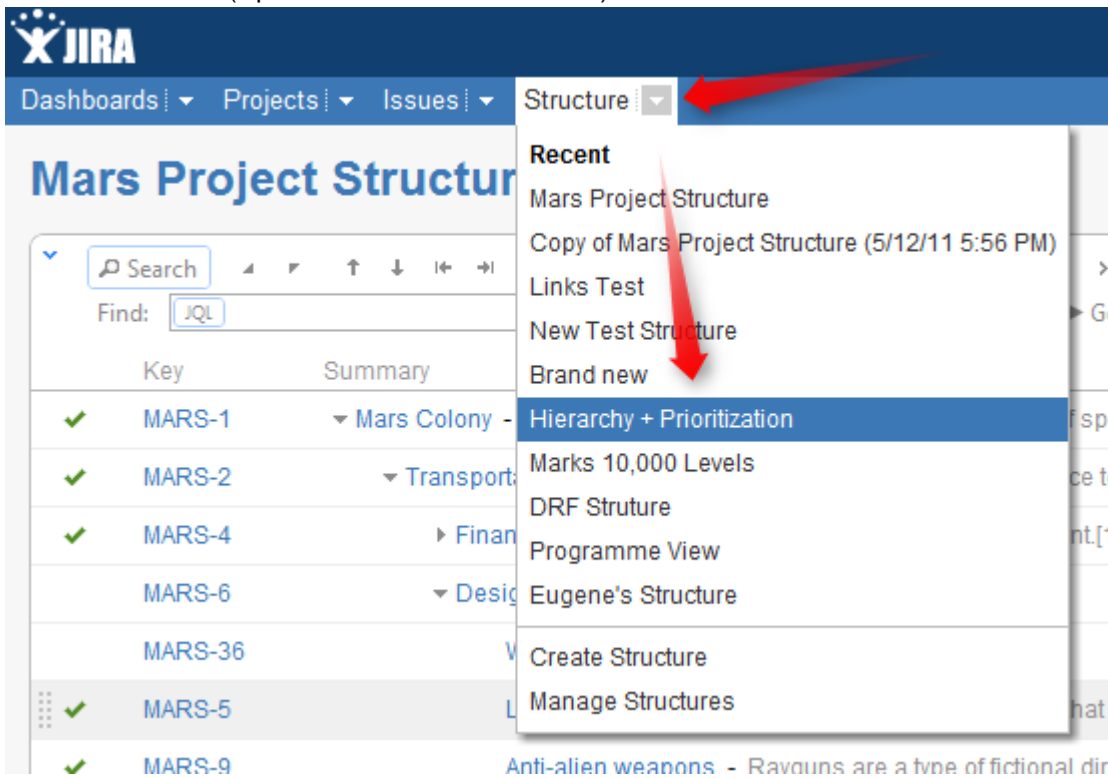 JIRA
Dashboards Projects Issues Structure
Mars Project Structur
Recent
Mars Project Structure
Copy of Mars Project Structure (5/12/11 5:56 PM)
Links Test
New Test Structure
Brand new
Hierarchy + Prioritization
Marks 10,000 Levels
DRF Struture
Programme View
Eugene's Structure
Create Structure
Manage Structures
Search
Find: JQL
Key Summary
MARS-1 Mars Colony -
MARS-2 Transport
MARS-4 Finan nt.[
MARS-6 Desig
MARS-36
MARS-5 L hat
MARS-9 Anti-alien weapons - Rayguns are a type of fictional dir